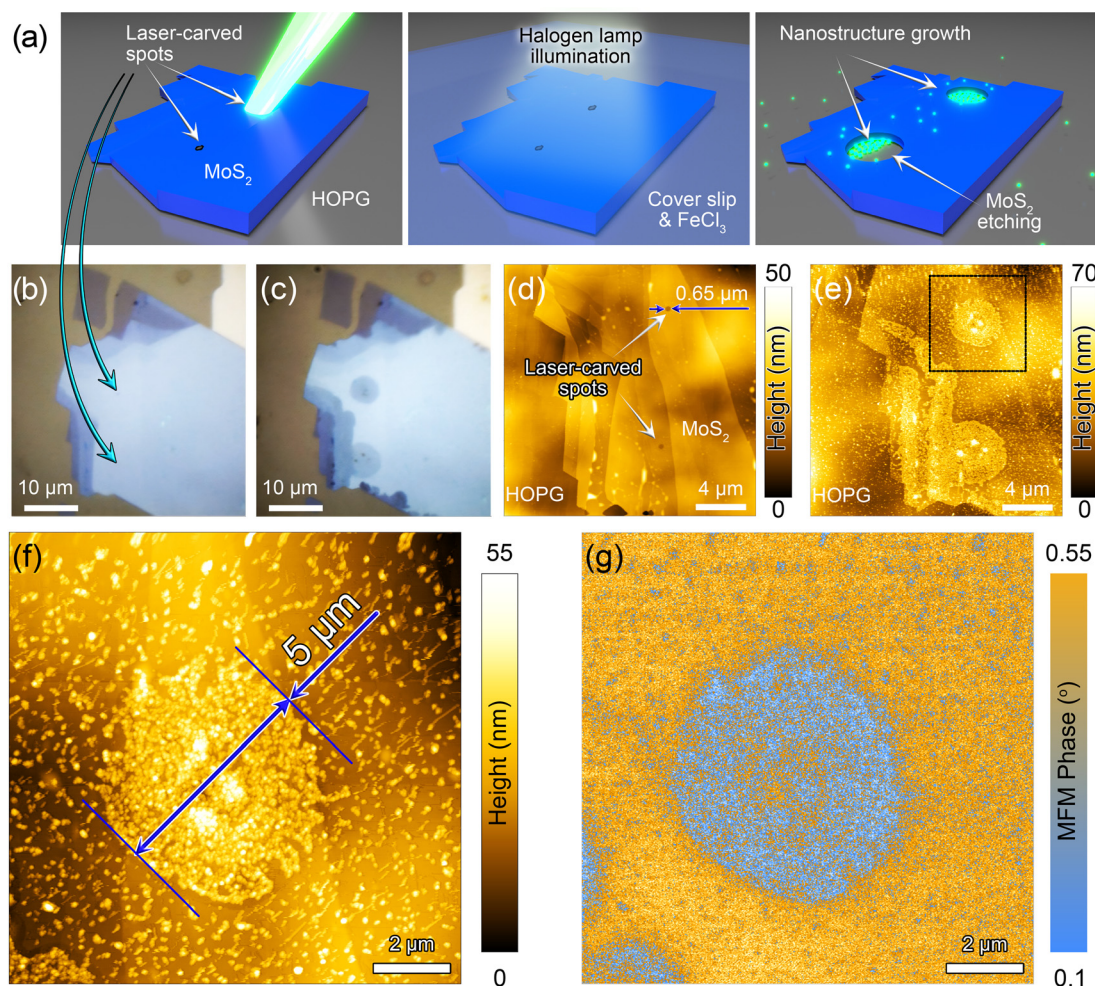 (a)
Laser-carved
spots
MoS₂
HOPG
Halogen lamp
illumination
Cover slip
& FeCl₃
Nanostructure growth
MoS₂
etching
(b)
10 μm
(c)
10 μm
(d)
0.65 μm
Laser-carved
spots
MoS₂
HOPG
4 μm
50
Height (nm)
0
(e)
HOPG
4 μm
70
Height (nm)
0
(f)
5 μm
2 μm
55
Height (nm)
0
(g)
2 μm
0.55
MFM Phase (°)
0.1